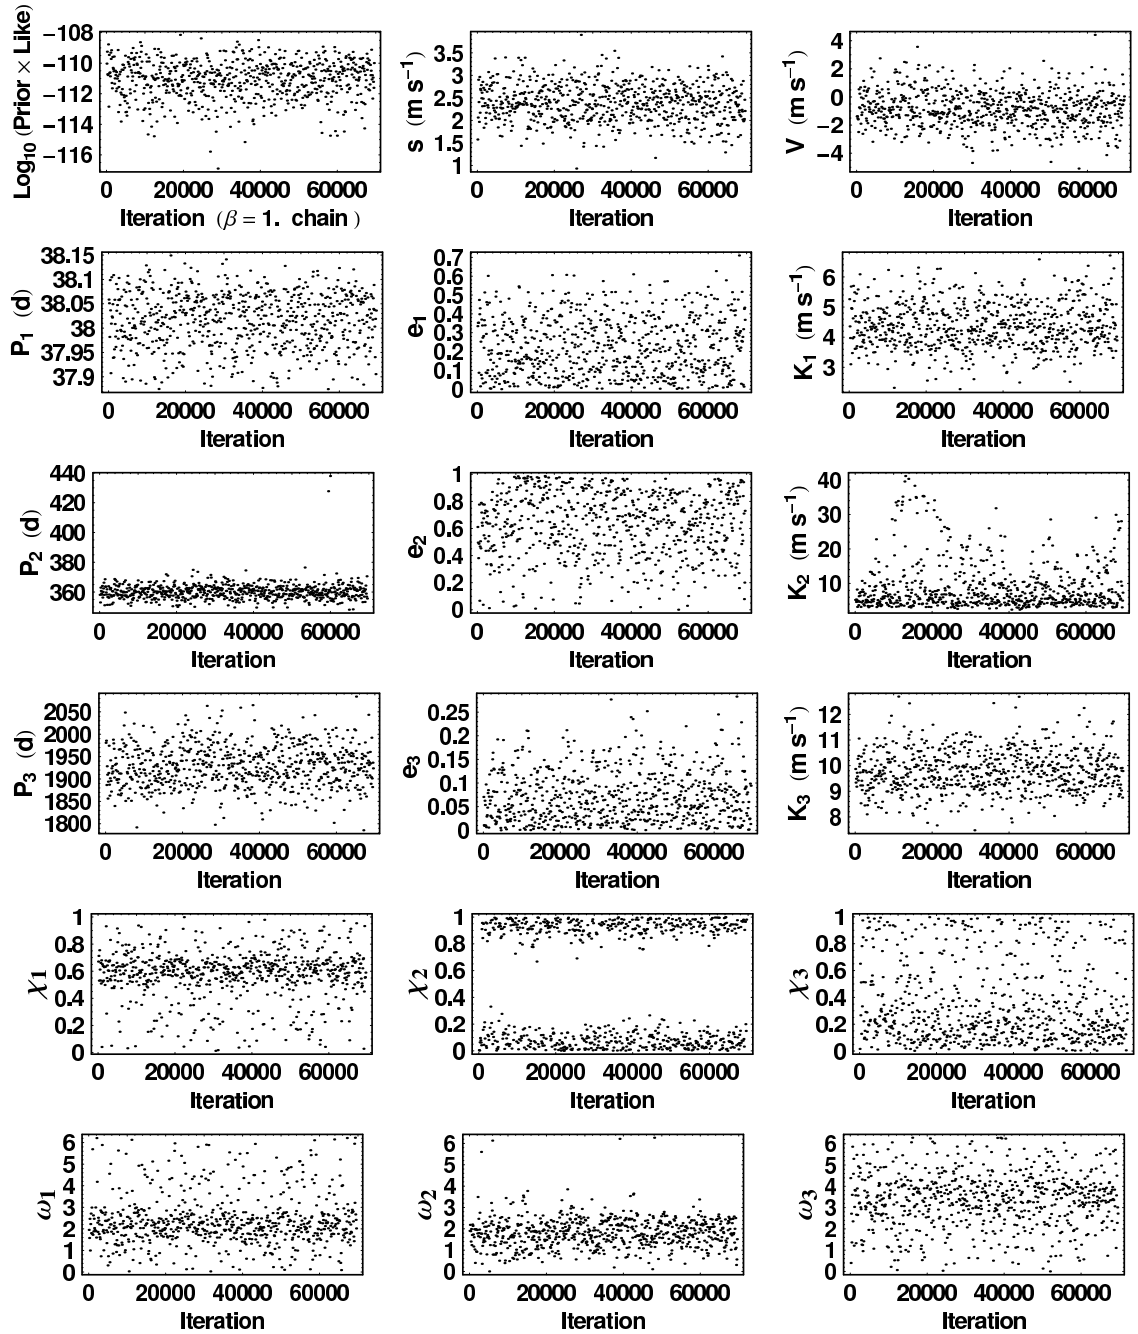 Log10 (Prior × Like)
−108
−110
−112
−114
−116
0 20000 40000 60000
Iteration (β = 1. chain )
s (m s−1)
3.5
3
2.5
2
1.5
1
0 20000 40000 60000
Iteration
V (m s−1)
4
2
0
−2
−4
0 20000 40000 60000
Iteration
P1 (d)
38.15
38.1
38.05
38
37.95
37.9
0 20000 40000 60000
Iteration
e1
0.7
0.6
0.5
0.4
0.3
0.2
0.1
0
0 20000 40000 60000
Iteration
K1 (m s−1)
6
5
4
3
0 20000 40000 60000
Iteration
P2 (d)
440
420
400
380
360
0 20000 40000 60000
Iteration
e2
1
0.8
0.6
0.4
0.2
0
0 20000 40000 60000
Iteration
K2 (m s−1)
40
30
20
10
0 20000 40000 60000
Iteration
P3 (d)
2050
2000
1950
1900
1850
1800
0 20000 40000 60000
Iteration
e3
0.25
0.2
0.15
0.1
0.05
0
0 20000 40000 60000
Iteration
K3 (m s−1)
12
11
10
9
8
0 20000 40000 60000
Iteration
χ1
1
0.8
0.6
0.4
0.2
0
0 20000 40000 60000
Iteration
χ2
1
0.8
0.6
0.4
0.2
0
0 20000 40000 60000
Iteration
χ3
1
0.8
0.6
0.4
0.2
0
0 20000 40000 60000
Iteration
ω1
6
5
4
3
2
1
0
0 20000 40000 60000
Iteration
ω2
6
5
4
3
2
1
0
0 20000 40000 60000
Iteration
ω3
6
5
4
3
2
1
0
0 20000 40000 60000
Iteration